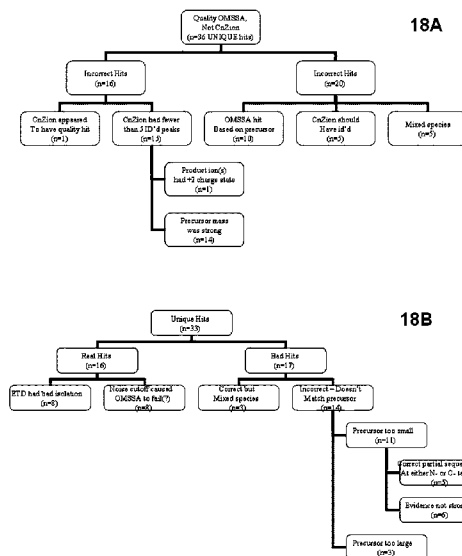 18A
Quality OMSSA,
Not CnZion
(n=36 UNIQUE hits)
Incorrect Hits
(n=16)
Incorrect Hits
(n=20)
CnZion appeared
To have quality hit
(n=1)
CnZion had fewer
than 5 ID'd peaks
(n=15)
OMSSA hit
Based on precursor
(n=10)
CnZion should
Have id'd
(n=5)
Mixed species
(n=5)
Product ion(s)
had +2 charge state
(n=1)
Precursor mass
was strong
(n=14)
18B
Unique Hits
(n=33)
Real Hits
(n=16)
Bad Hits
(n=17)
ETD had bad isolation
(n=8)
Noise cutoff caused
OMSSA to fail(?)
(n=8)
Correct but
Mixed species
(n=3)
Incorrect – Doesn't
Match precursor
(n=14)
Precursor too small
(n=11)
Correct partial seque
At either N- or C- te
(n=5)
Evidence not stro
(n=6)
Precursor too large
(n=3)